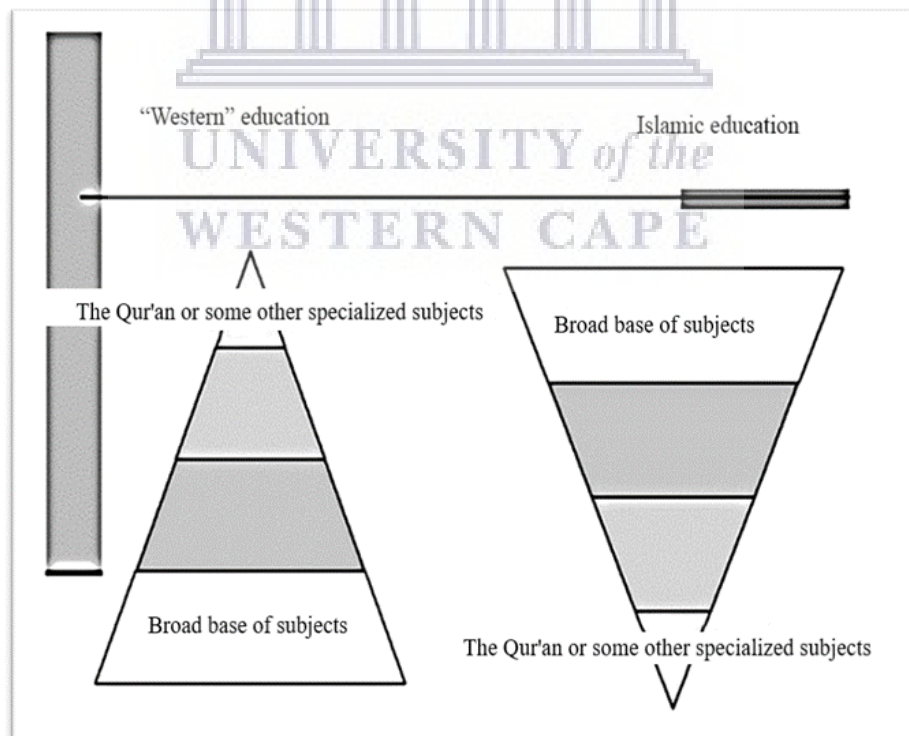 “Western” education
Islamic education
UNIVERSITY of the
WESTERN CAPE
The Qur'an or some other specialized subjects
Broad base of subjects
Broad base of subjects
The Qur'an or some other specialized subjects